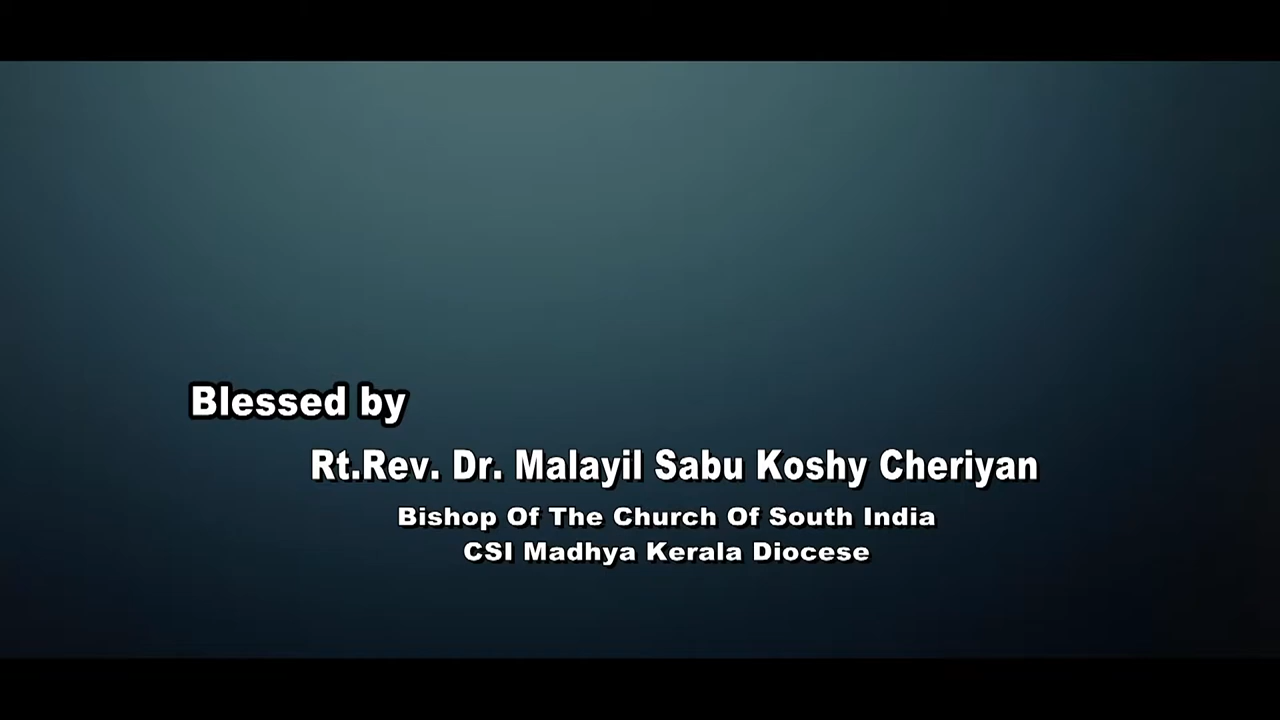 Blessed by
Rt.Rev. Dr. Malayil Sabu Koshy Cheriyan
Bishop Of The Church Of South India
CSI Madhya Kerala Diocese